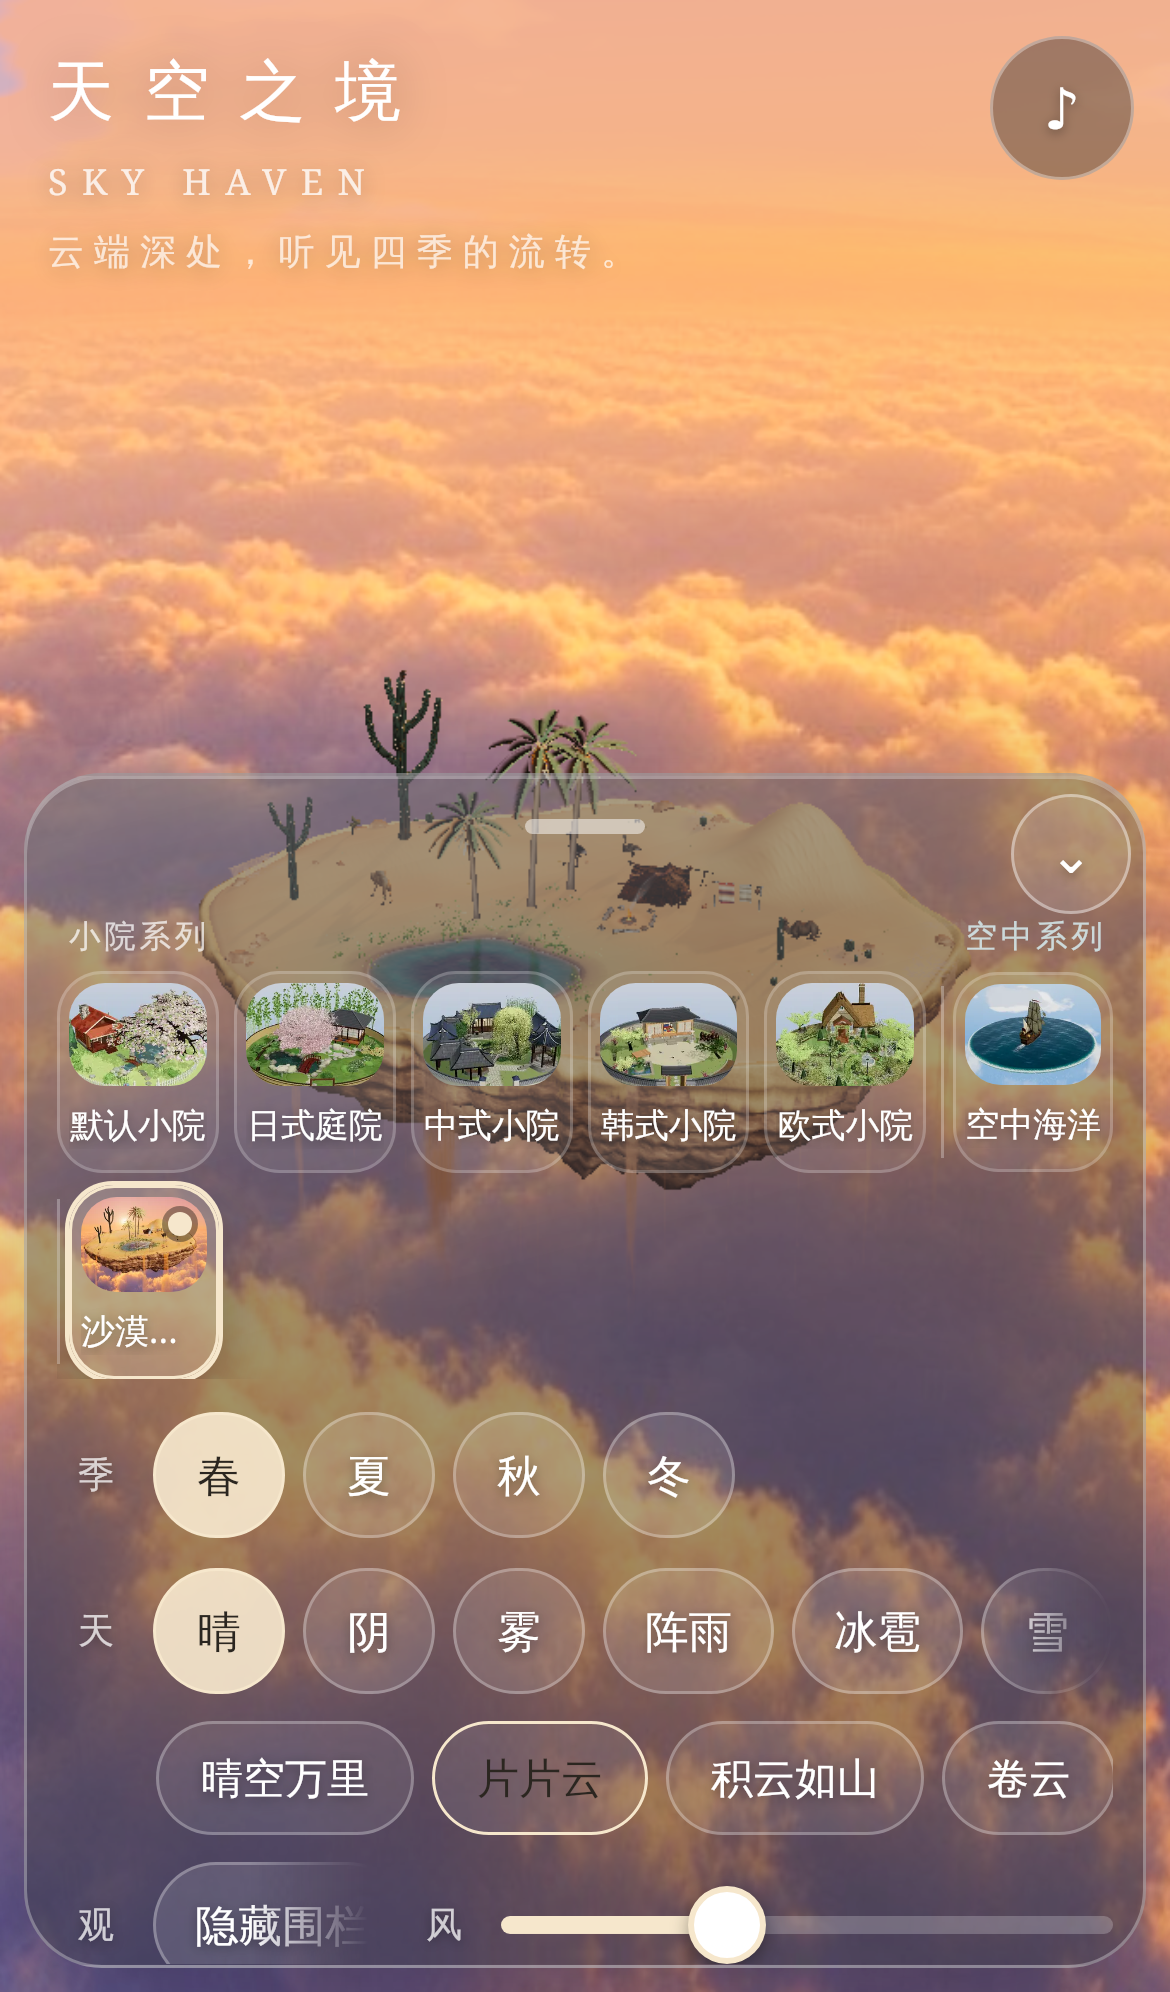 天空之境
♪
SKY HAVEN
云端深处，听见四季的流转。
小院系列
空中系列
默认小院
日式庭院
中式小院
韩式小院
欧式小院
空中海洋
沙漠...
季 春 夏 秋 冬
天 晴 阴 雾 阵雨 冰雹 雪
晴空万里 片片云 积云如山 卷云
观 隐藏围栏 风